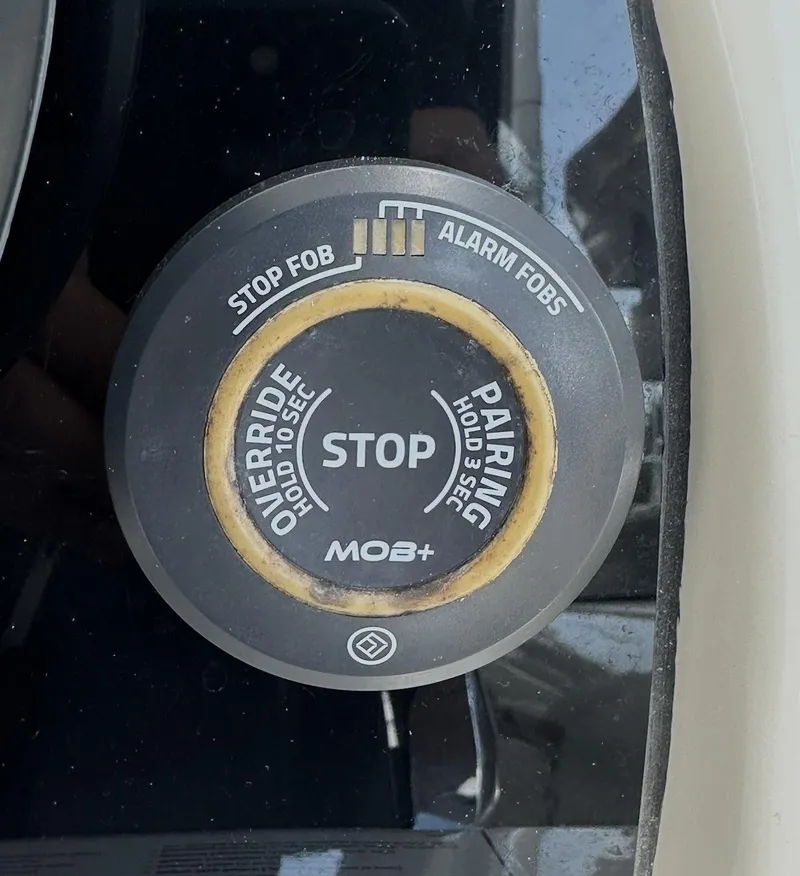 STOP FOB
ALARM FOBS
OVERRIDE
HOLD 10 SEC
STOP
PAIRING
HOLD 3 SEC
MOB+